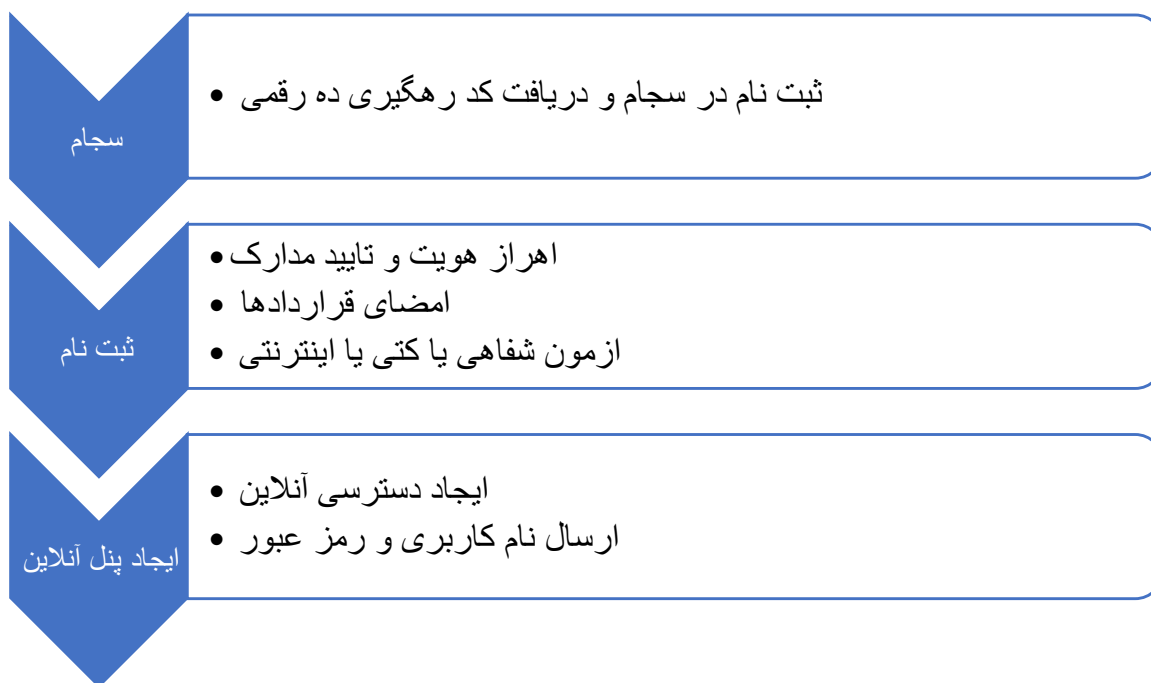 سجام
ثبت نام در سجام و دریافت کد رهگیری ده رقمی
ثبت نام
اهراز هویت و تایید مدارک
امضای قراردادها
ازمون شفاهی یا کتی یا اینترنتی
ایجاد پنل آنلاین
ایجاد دسترسی آنلاین
ارسال نام کاربری و رمز عبور